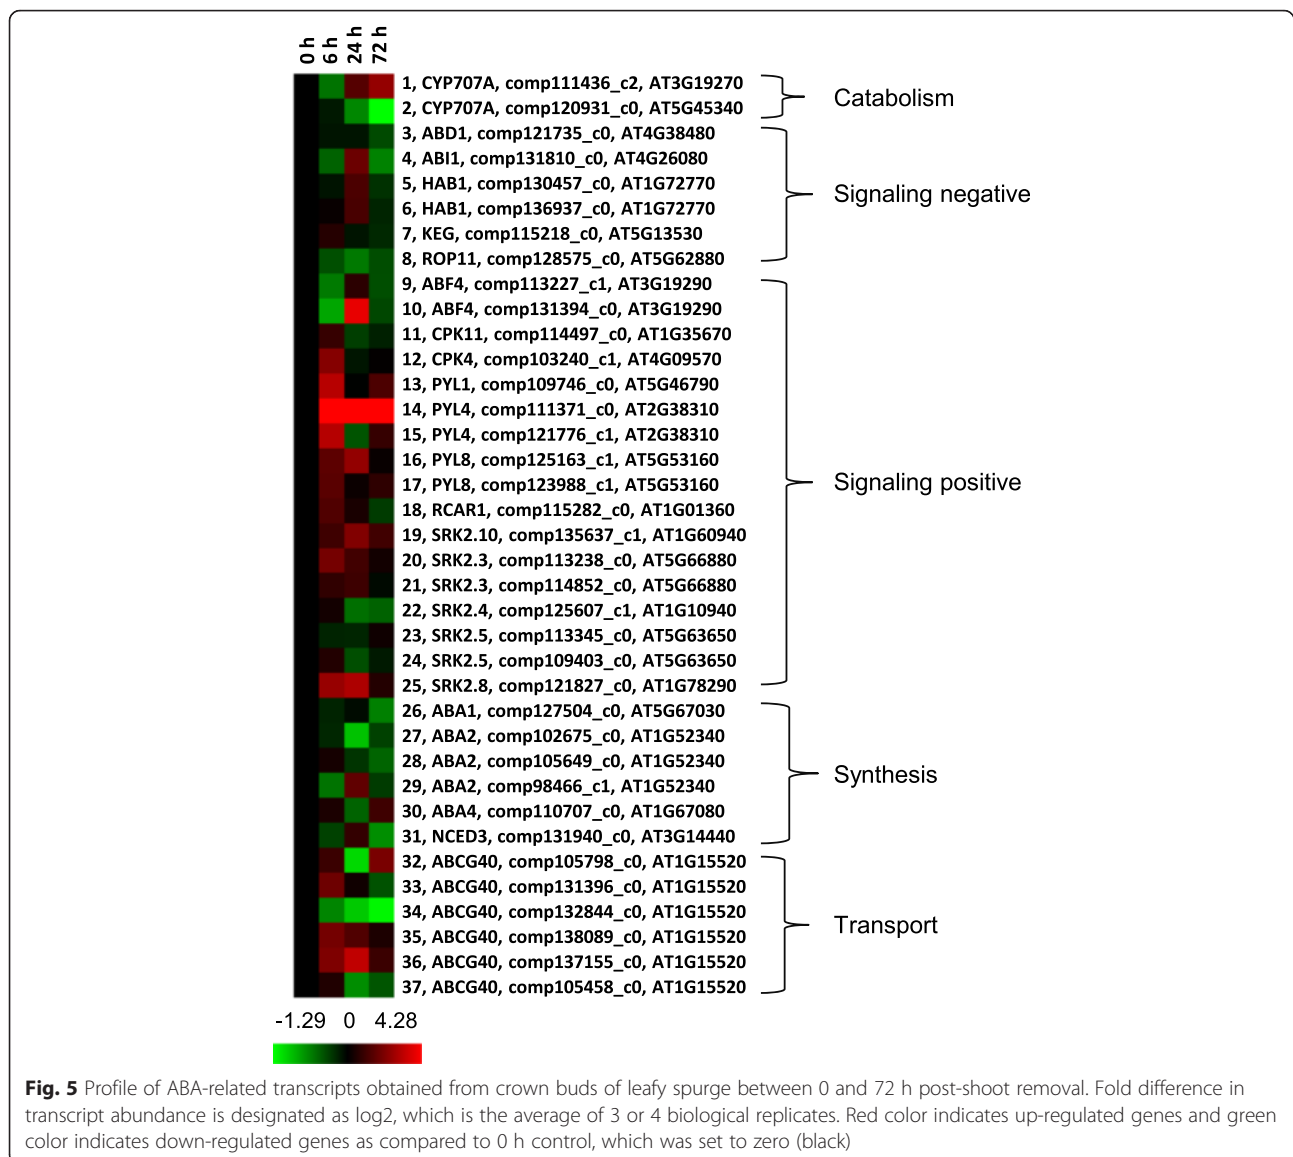 0 h 6 h 24 h 72 h
1, CYP707A, comp111436_c2, AT3G19270
2, CYP707A, comp120931_c0, AT5G45340
Catabolism
3, ABD1, comp121735_c0, AT4G38480
4, ABI1, comp131810_c0, AT4G26080
5, HAB1, comp130457_c0, AT1G72770
6, HAB1, comp136937_c0, AT1G72770
7, KEG, comp115218_c0, AT5G13530
8, ROP11, comp128575_c0, AT5G62880
Signaling negative
9, ABF4, comp113227_c1, AT3G19290
10, ABF4, comp131394_c0, AT3G19290
11, CPK11, comp114497_c0, AT1G35670
12, CPK4, comp103240_c1, AT4G09570
13, PYL1, comp109746_c0, AT5G46790
14, PYL4, comp111371_c0, AT2G38310
15, PYL4, comp121776_c1, AT2G38310
16, PYL8, comp125163_c1, AT5G53160
17, PYL8, comp123988_c1, AT5G53160
18, RCAR1, comp115282_c0, AT1G01360
19, SRK2.10, comp135637_c1, AT1G60940
20, SRK2.3, comp113238_c0, AT5G66880
21, SRK2.3, comp114852_c0, AT5G66880
22, SRK2.4, comp125607_c1, AT1G10940
23, SRK2.5, comp113345_c0, AT5G63650
24, SRK2.5, comp109403_c0, AT5G63650
25, SRK2.8, comp121827_c0, AT1G78290
Signaling positive
26, ABA1, comp127504_c0, AT5G67030
27, ABA2, comp102675_c0, AT1G52340
28, ABA2, comp105649_c0, AT1G52340
29, ABA2, comp98466_c1, AT1G52340
30, ABA4, comp110707_c0, AT1G67080
31, NCED3, comp131940_c0, AT3G14440
Synthesis
32, ABCG40, comp105798_c0, AT1G15520
33, ABCG40, comp131396_c0, AT1G15520
34, ABCG40, comp132844_c0, AT1G15520
35, ABCG40, comp138089_c0, AT1G15520
36, ABCG40, comp137155_c0, AT1G15520
37, ABCG40, comp105458_c0, AT1G15520
Transport
-1.29 0 4.28
Fig. 5 Profile of ABA-related transcripts obtained from crown buds of leafy spurge between 0 and 72 h post-shoot removal. Fold difference in
transcript abundance is designated as log2, which is the average of 3 or 4 biological replicates. Red color indicates up-regulated genes and green
color indicates down-regulated genes as compared to 0 h control, which was set to zero (black)